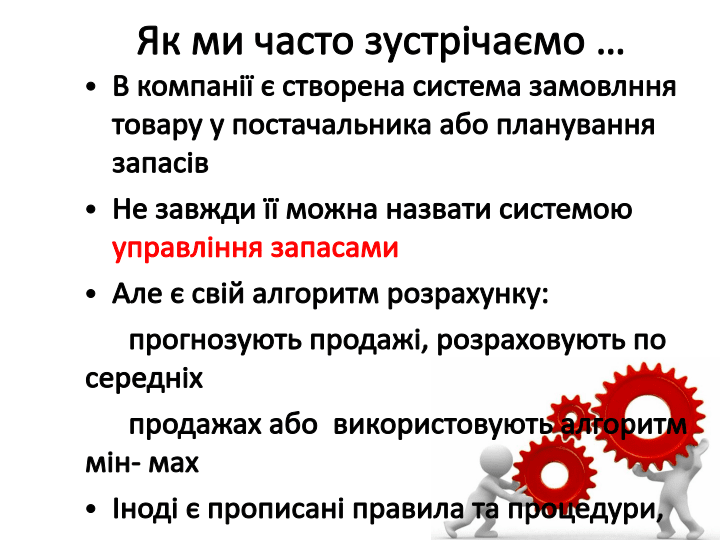 Як ми часто зустрічаємо ...
• В компанії є створена система замовлння
товару у постачальника або планування
запасів
• Не завжди її можна назвати системою
управління запасами
• Але є свій алгоритм розрахунку:
прогнозують продажі, розраховують по
середніх
продажах або  використовують алгоритм
мін- мах
• Іноді є прописані правила та процедури,